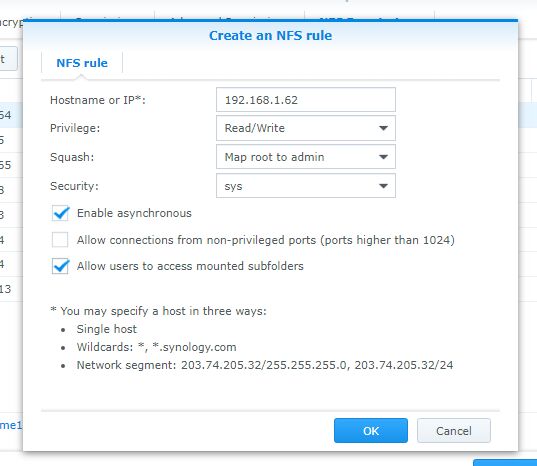 Create an NFS rule
NFS rule
Hostname or IP*: 192.168.1.62
Privilege: Read/Write
Squash: Map root to admin
Security: sys
Enable asynchronous
Allow connections from non-privileged ports (ports higher than 1024)
Allow users to access mounted subfolders
* You may specify a host in three ways:
• Single host
• Wildcards: *, *.synology.com
• Network segment: 203.74.205.32/255.255.255.0, 203.74.205.32/24
OK Cancel